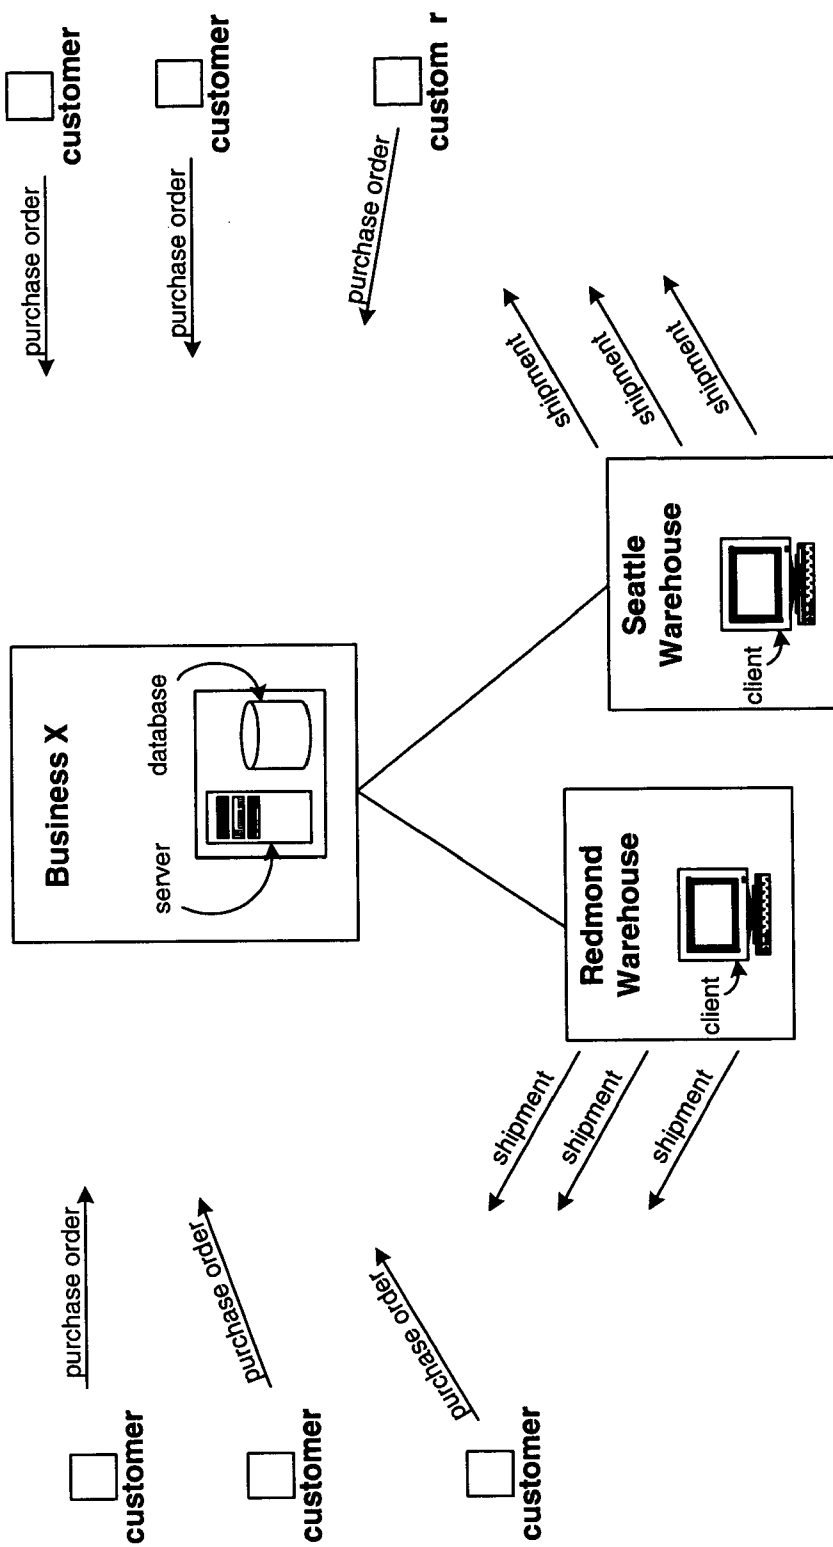 customer
purchase order
customer
purchase order
customer
purchase order
Business X
server
database
purchase order
customer
purchase order
customer
purchase order
custom r
shipment
shipment
shipment
Redmond
Warehouse
client
Seattle
Warehouse
client
shipment
shipment
shipment